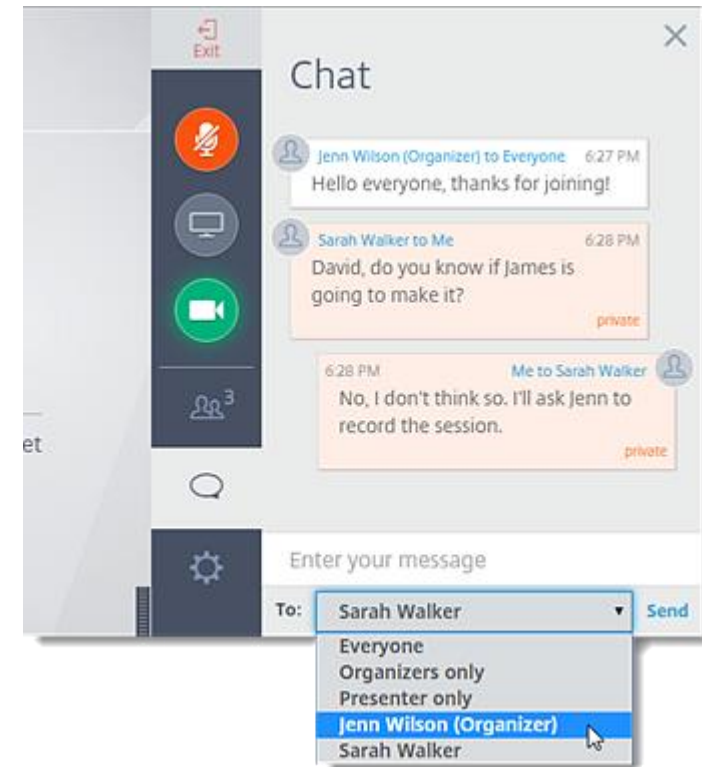 Exit
Chat
Jenn Wilson (Organizer) to Everyone 6:27 PM
Hello everyone, thanks for joining!
Sarah Walker to Me 6:28 PM
David, do you know if James is
going to make it?
private
6:28 PM Me to Sarah Walker
No, I don't think so. I'll ask Jenn to
record the session.
private
3
et
Enter your message
To: Sarah Walker Send
Everyone
Organizers only
Presenter only
Jenn Wilson (Organizer)
Sarah Walker